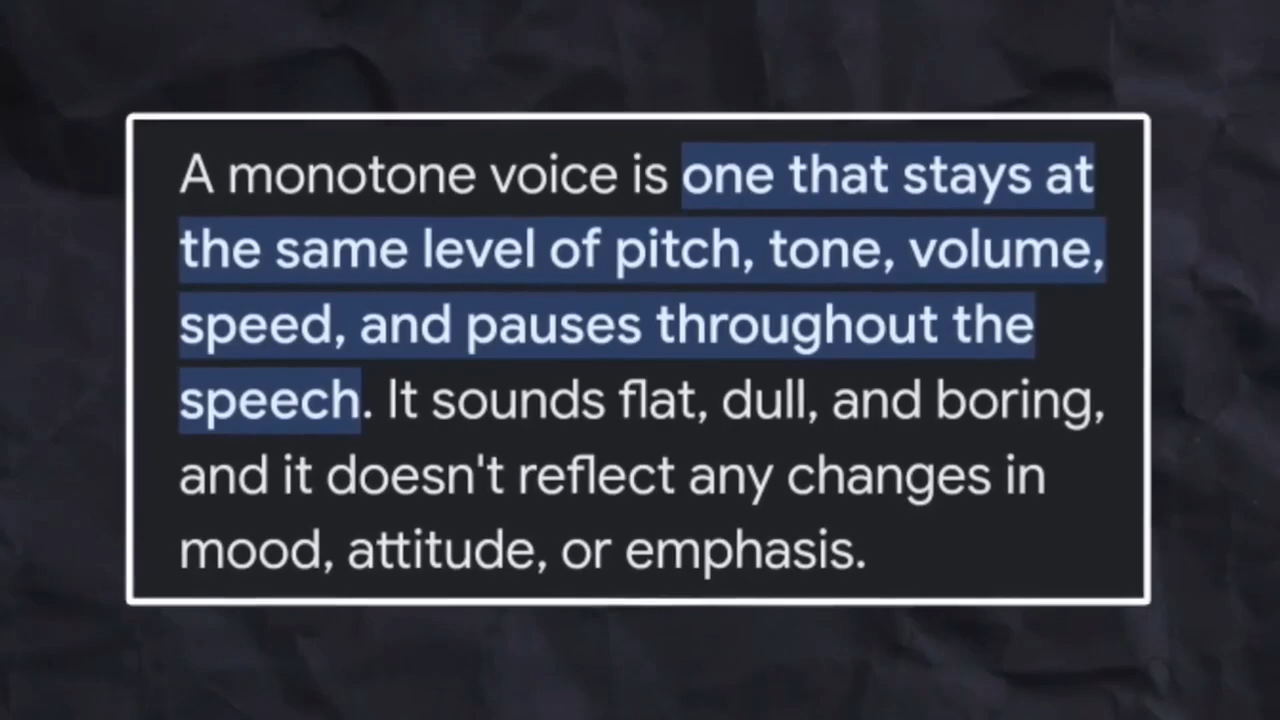 A monotone voice is one that stays at
the same level of pitch, tone, volume,
speed, and pauses throughout the
speech. It sounds flat, dull, and boring,
and it doesn't reflect any changes in
mood, attitude, or emphasis.